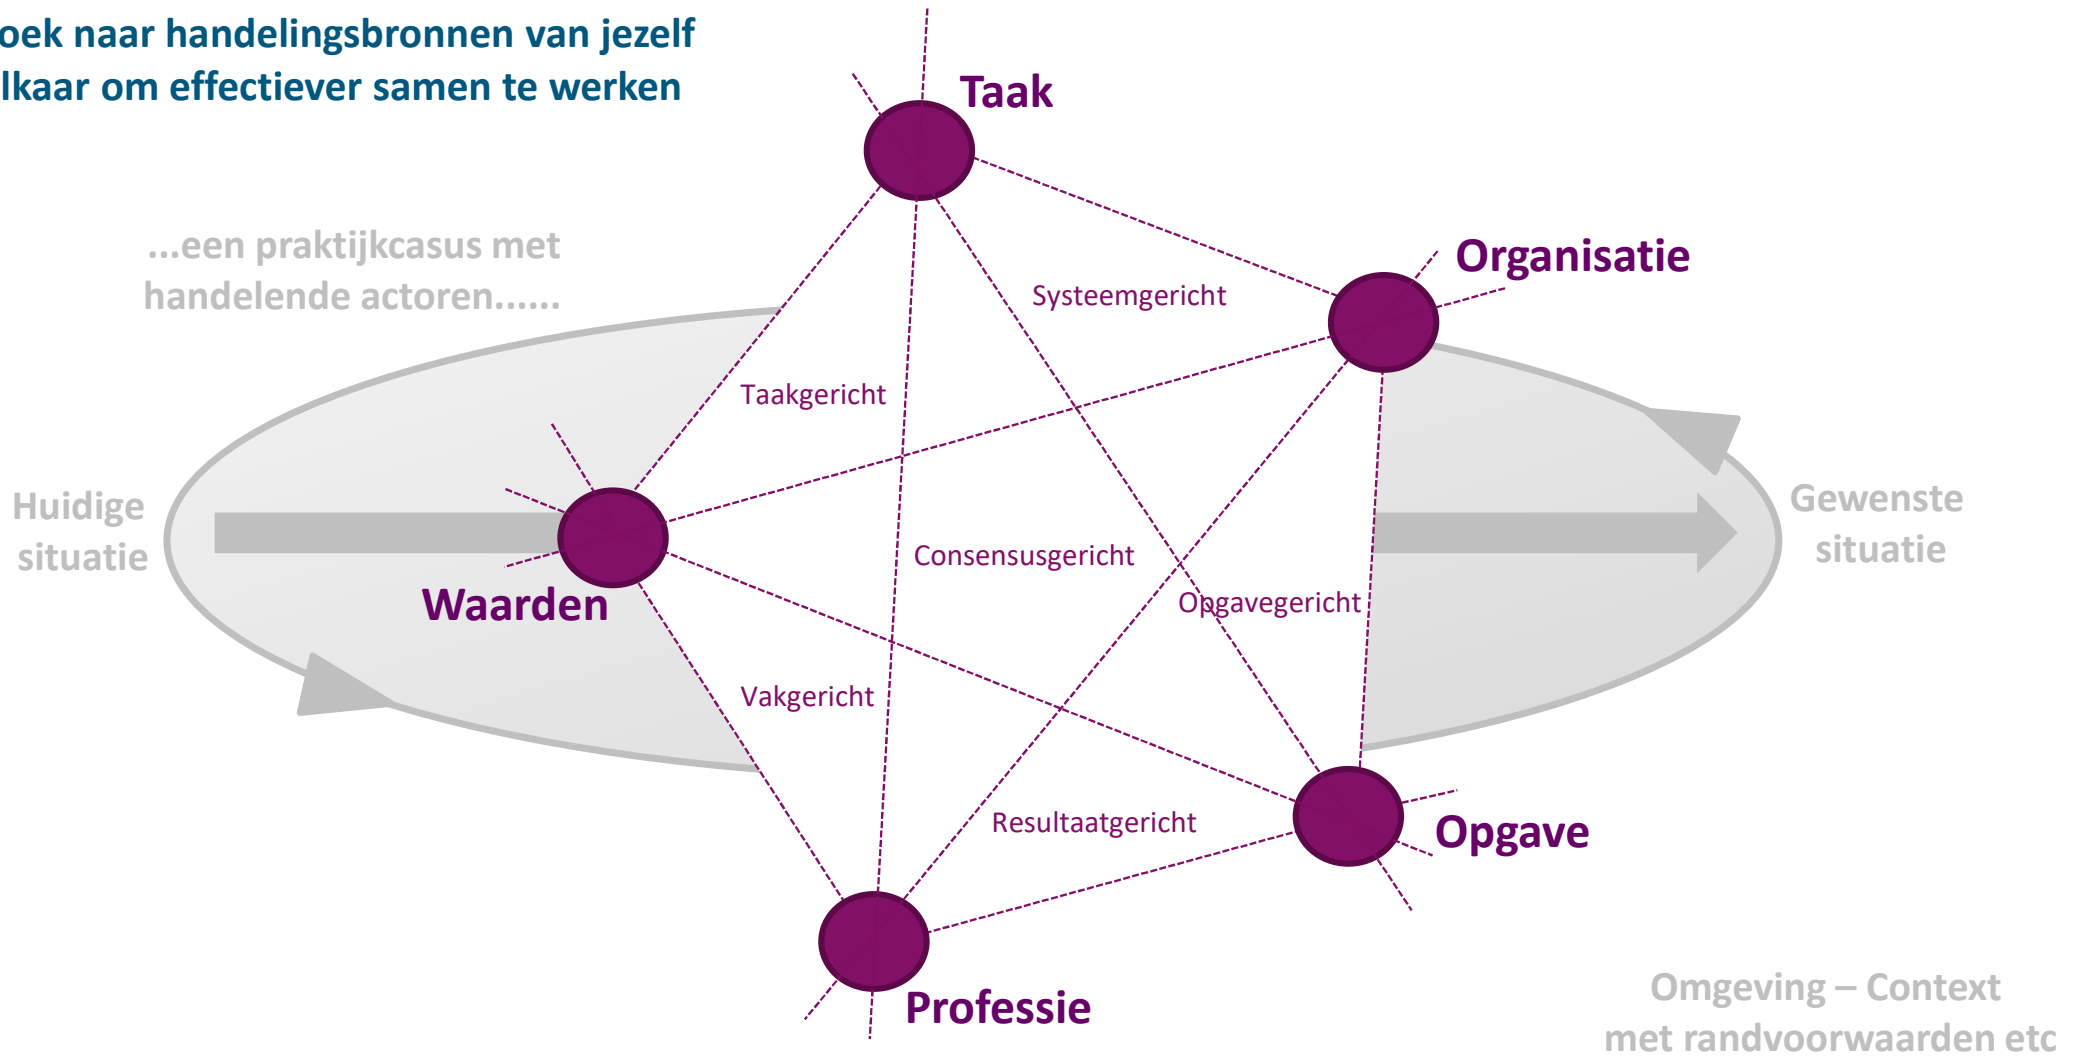 oek naar handelingsbronnen van jezelf
lkaar om effectiever samen te werken
Taak
...een praktijkcasus met
handelende actoren......
Organisatie
Systeemgericht
Taakgericht
Huidige
situatie
Gewenste
situatie
Consensusgericht
Opgavegericht
Waarden
Vakgericht
Resultaatgericht
Opgave
Professie
Omgeving – Context
met randvoorwaarden etc